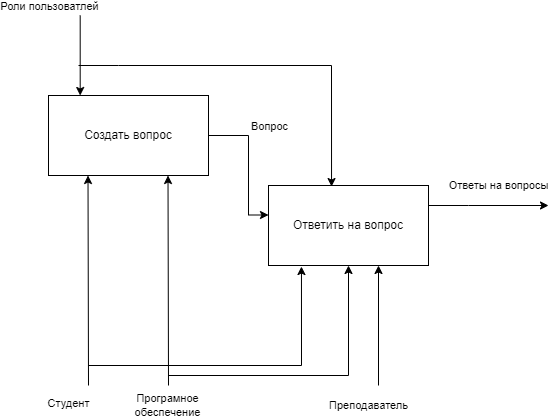 Роли пользоватлей
Создать вопрос
Вопрос
Ответы на вопросы
Ответить на вопрос
Студент
Програмное
обеспечение
Преподаватель